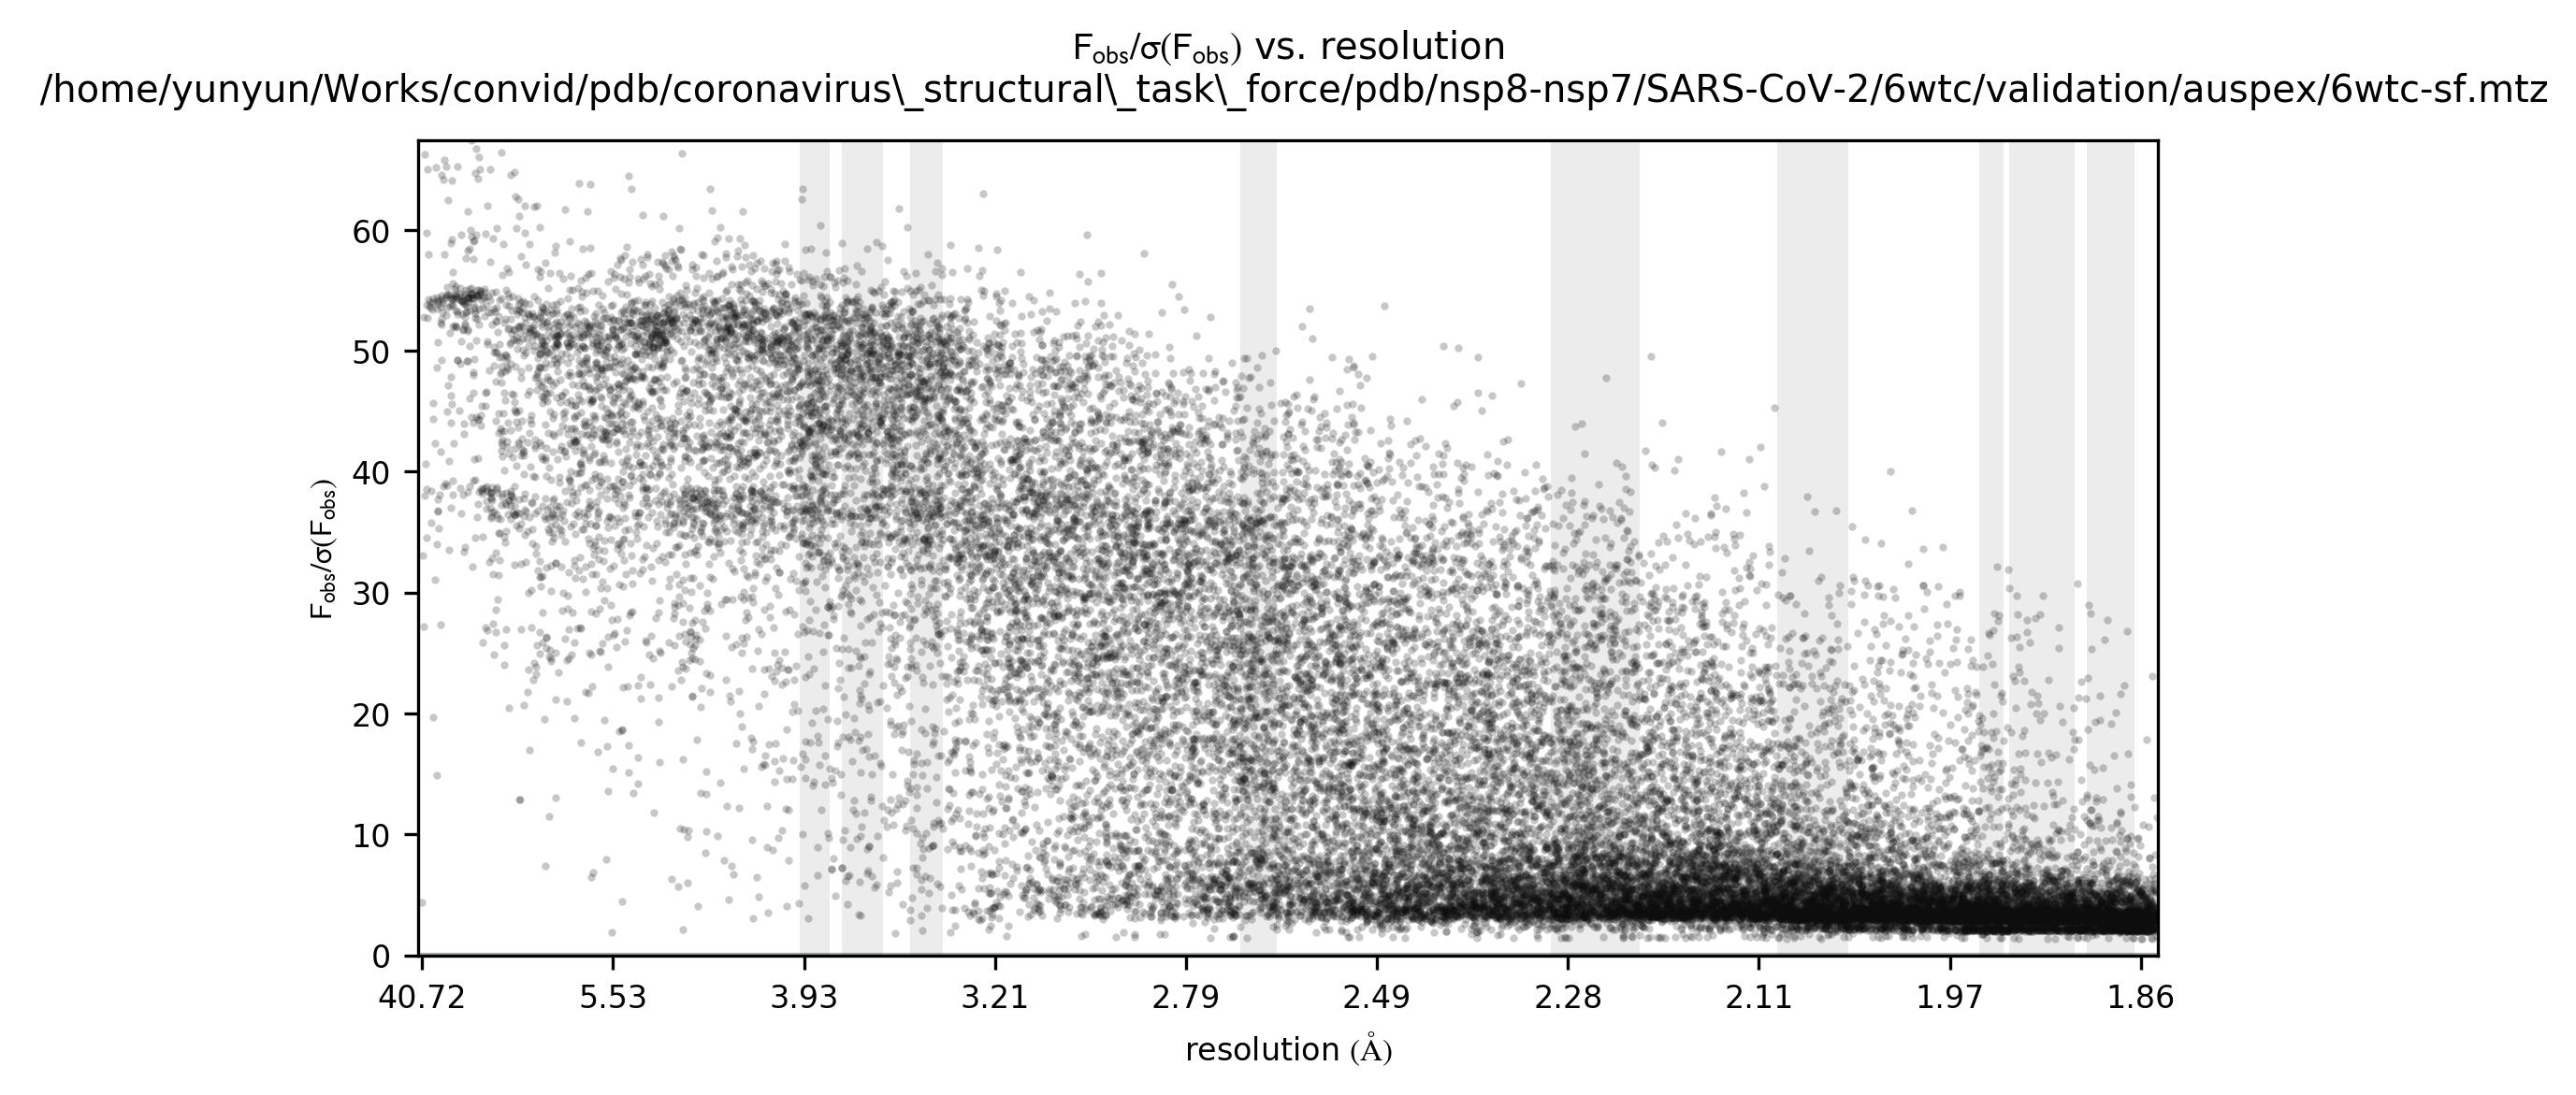 Fobs/σ(Fobs) vs. resolution
/home/yunyun/Works/convid/pdb/coronavirus\_structural\_task\_force/pdb/nsp8-nsp7/SARS-CoV-2/6wtc/validation/auspex/6wtc-sf.mtz
Fobs/σ(Fobs)
60
50
40
30
20
10
0
40.72 5.53 3.93 3.21 2.79 2.49 2.28 2.11 1.97 1.86
resolution (Å)